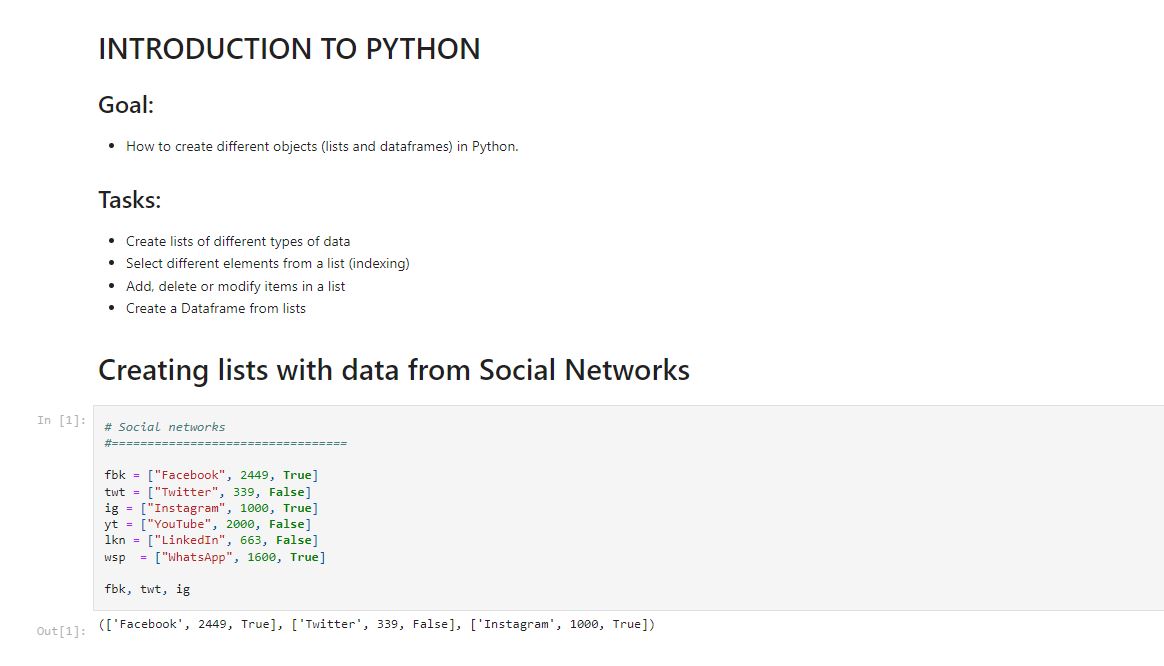 INTRODUCTION TO PYTHON
Goal:
• How to create different objects (lists and dataframes) in Python.
Tasks:
• Create lists of different types of data
• Select different elements from a list (indexing)
• Add, delete or modify items in a list
• Create a Dataframe from lists
Creating lists with data from Social Networks
In [1]:
# Social networks
#=================================
fbk = ["Facebook", 2449, True]
twt = ["Twitter", 339, False]
ig = ["Instagram", 1000, True]
yt = ["YouTube", 2000, False]
lkn = ["LinkedIn", 663, False]
wsp  = ["WhatsApp", 1600, True]
fbk, twt, ig
Out[1]: (['Facebook', 2449, True], ['Twitter', 339, False], ['Instagram', 1000, True])